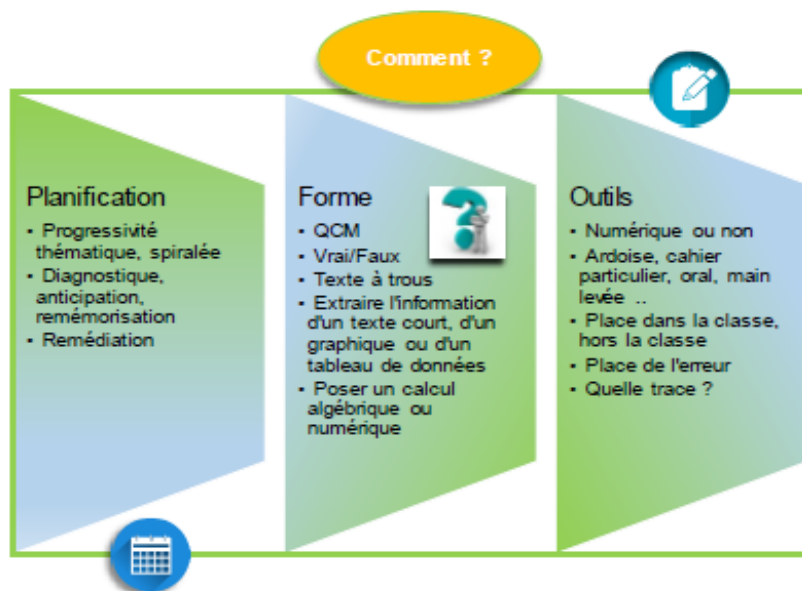 Comment ?
Planification
• Progressivité
thématique, spiralée
• Diagnostique,
anticipation,
remémorisation
• Remédiation
Forme
• QCM
• Vrai/Faux
• Texte à trous
• Extraire l'information
d'un texte court, d'un
graphique ou d'un
tableau de données
• Poser un calcul
algébrique ou
numérique
Outils
• Numérique ou non
• Ardoise, cahier
particulier, oral, main
levée ..
• Place dans la classe,
hors la classe
• Place de l'erreur
• Quelle trace ?